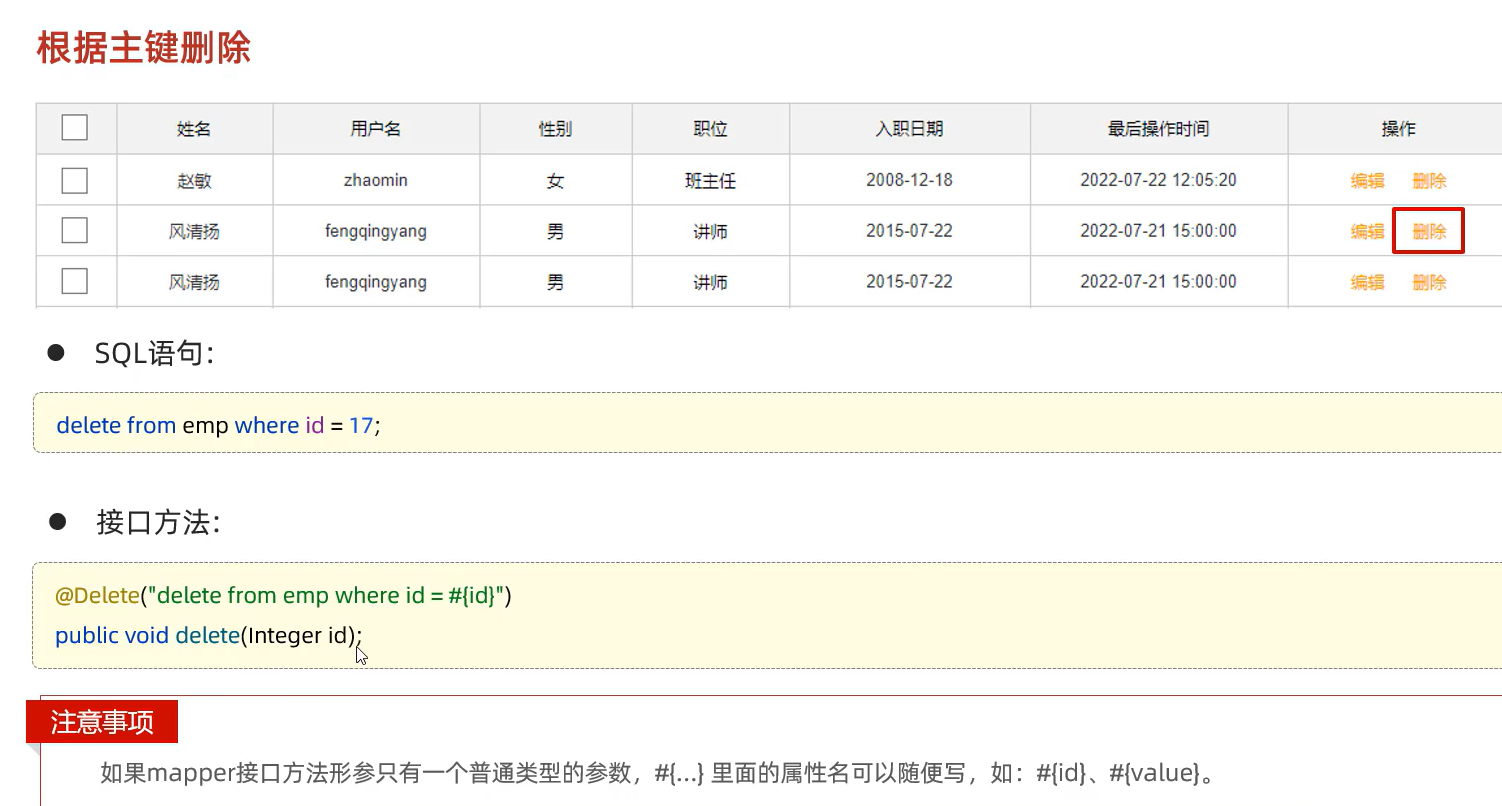 根据主键删除
姓名 用户名 性别 职位 入职日期 最后操作时间 操作
赵敏 zhaomin 女 班主任 2008-12-18 2022-07-22 12:05:20 编辑 删除
风清扬 fengqingyang 男 讲师 2015-07-22 2022-07-21 15:00:00 编辑 删除
风清扬 fengqingyang 男 讲师 2015-07-22 2022-07-21 15:00:00 编辑 删除
● SQL语句：
delete from emp where id = 17;
● 接口方法：
@Delete("delete from emp where id = #{id}")
public void delete(Integer id);
注意事项
如果mapper接口方法形参只有一个普通类型的参数，#{…} 里面的属性名可以随便写，如：#{id}、#{value}。